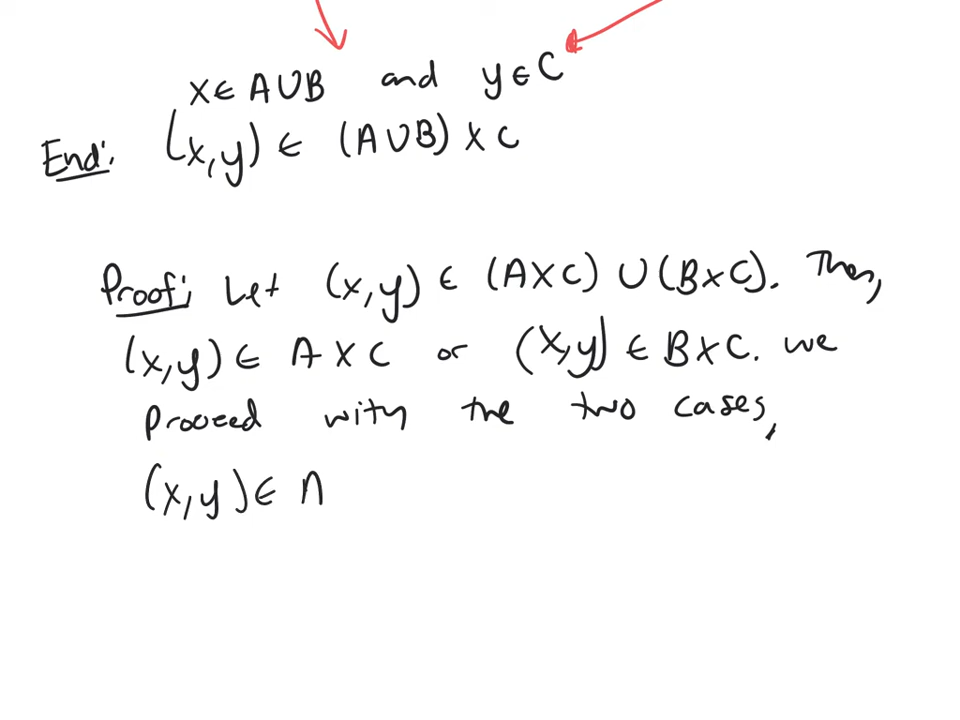 x ∈ A ∪ B and y ∈ C
End: (x,y) ∈ (A ∪ B) × C
Proof: Let (x,y) ∈ (A × C) ∪ (B × C). Then,
(x,y) ∈ A × C or (x,y) ∈ B × C. we
proceed with the two cases,
(x,y) ∈